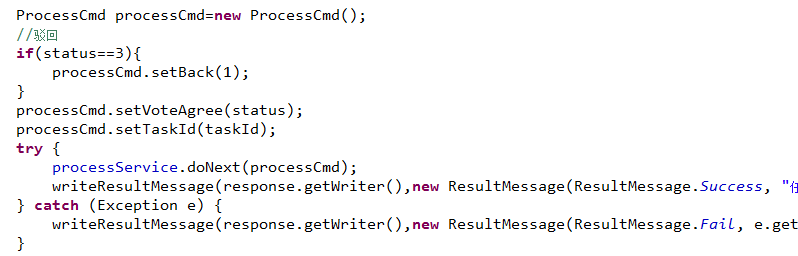 ProcessCmd processCmd=new ProcessCmd();
//驳回
if(status==3){
    processCmd.setBack(1);
}
processCmd.setVoteAgree(status);
processCmd.setTaskId(taskId);
try {
    processService.doNext(processCmd);
    writeResultMessage(response.getWriter(),new ResultMessage(ResultMessage.Success, "
} catch (Exception e) {
    writeResultMessage(response.getWriter(),new ResultMessage(ResultMessage.Fail, e.get
}